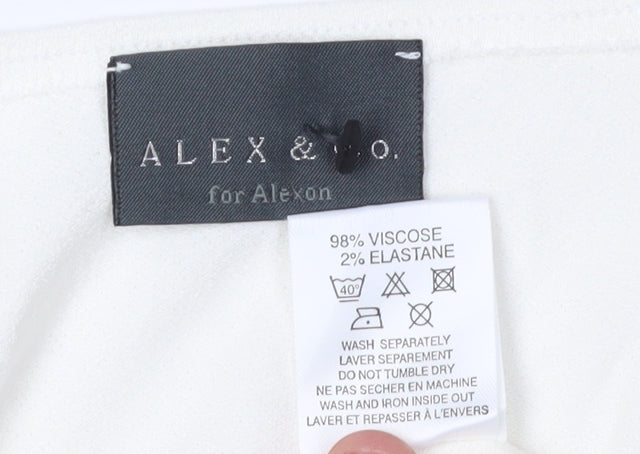 ALEX & o.
for Alexon
98% VISCOSE
2% ELASTANE
40°
WASH SEPARATELY
LAVER SEPAREMENT
DO NOT TUMBLE DRY
NE PAS SECHER EN MACHINE
WASH AND IRON INSIDE OUT
LAVER ET REPASSER À L'ENVERS